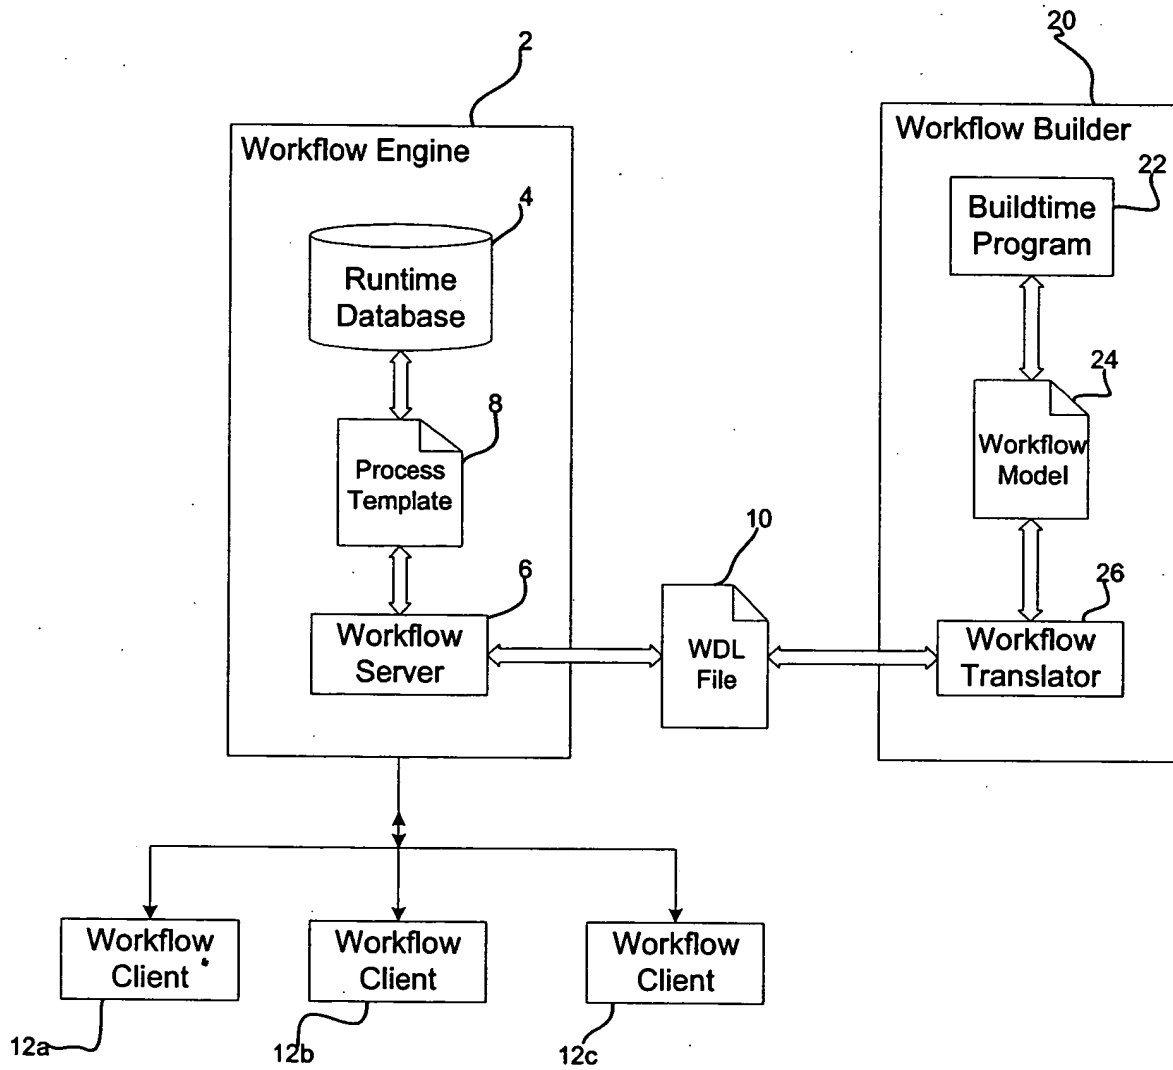 2
20
Workflow Engine
Workflow Builder
4
22
Runtime
Database
Buildtime
Program
8
24
Process
Template
Workflow
Model
10
6
26
Workflow
Server
WDL
File
Workflow
Translator
Workflow
Client
Workflow
Client
Workflow
Client
12a
12b
12c